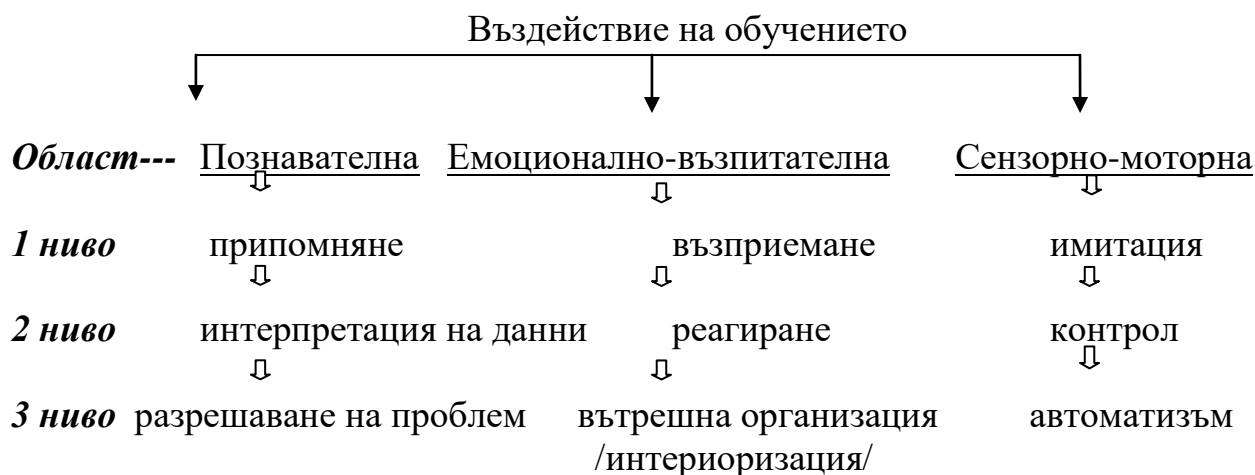 Въздействие на обучението
Област--- Познавателна Емоционално-възпитателна Сензорно-моторна
1 ниво припомняне възприемане имитация
2 ниво интерпретация на данни реагиране контрол
3 ниво разрешаване на проблем вътрешна организация автоматизъм
/интериоризация/